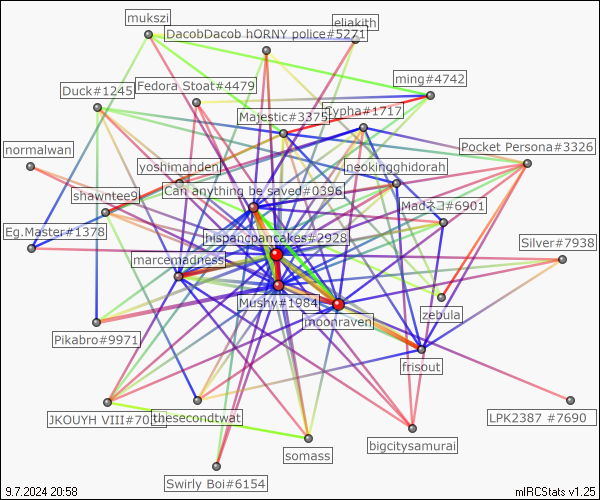 mukszi
eliakith
DacobDacob hORNY police#5271
ming#4742
Duck#1245
Fedora Stoat#4479
Majestic#3375
Cypha#1717
normalwan
Pocket Persona#3326
yoshimanden
neokingghidorah
shawntee9
Can anything be saved#0396
Madネコ#6901
Eg.Master#1378
hispanicpancakes#2928
Silver#7938
marcemadness
Mushy#1984
moonraven
zebula
Pikabro#9971
frisout
JKOUYH VIII#70
thesecondtwat
LPK2387 #7690
bigcitysamurai
somass
Swirly Boi#6154
9.7.2024 20:58
mIRCStats v1.25